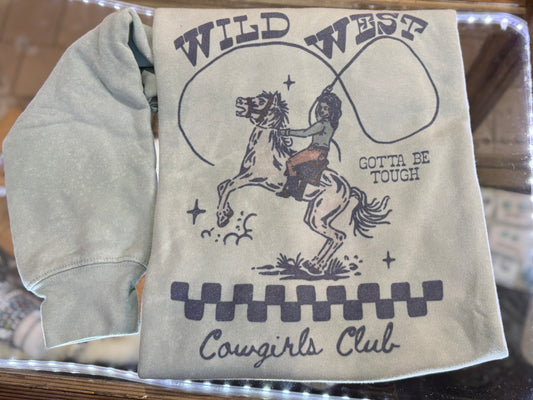 WILD WEST
GOTTA BE
TOUGH
Cowgirls Club